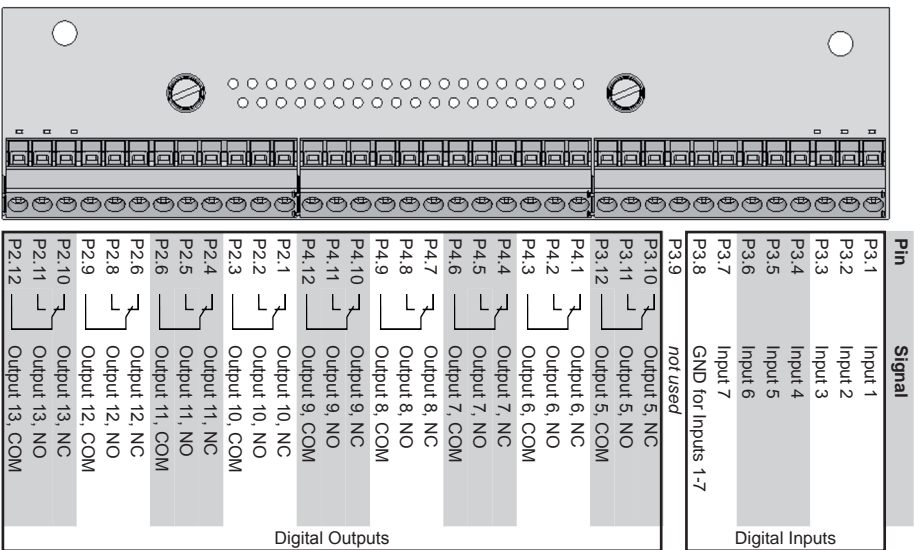 Pin Signal
P3.1 Input 1
P3.2 Input 2
P3.3 Input 3
P3.4 Input 4
P3.5 Input 5
P3.6 Input 6
P3.7 Input 7
P3.8 GND for Inputs 1-7
P3.9 not used
P3.10 Output 5, NC
P3.11 Output 5, NO
P3.12 Output 5, COM
P4.1 Output 6, NC
P4.2 Output 6, NO
P4.3 Output 6, COM
P4.4 Output 7, NC
P4.5 Output 7, NO
P4.6 Output 7, COM
P4.7 Output 8, NC
P4.8 Output 8, NO
P4.9 Output 8, COM
P4.10 Output 9, NC
P4.11 Output 9, NO
P4.12 Output 9, COM
P2.1 Output 10, NC
P2.2 Output 10, NO
P2.3 Output 10, COM
P2.4 Output 11, NC
P2.5 Output 11, NO
P2.6 Output 11, COM
P2.6 Output 12, NC
P2.8 Output 12, NO
P2.9 Output 12, COM
P2.10 Output 13, NC
P2.11 Output 13, NO
P2.12 Output 13, COM
Digital Outputs
Digital Inputs